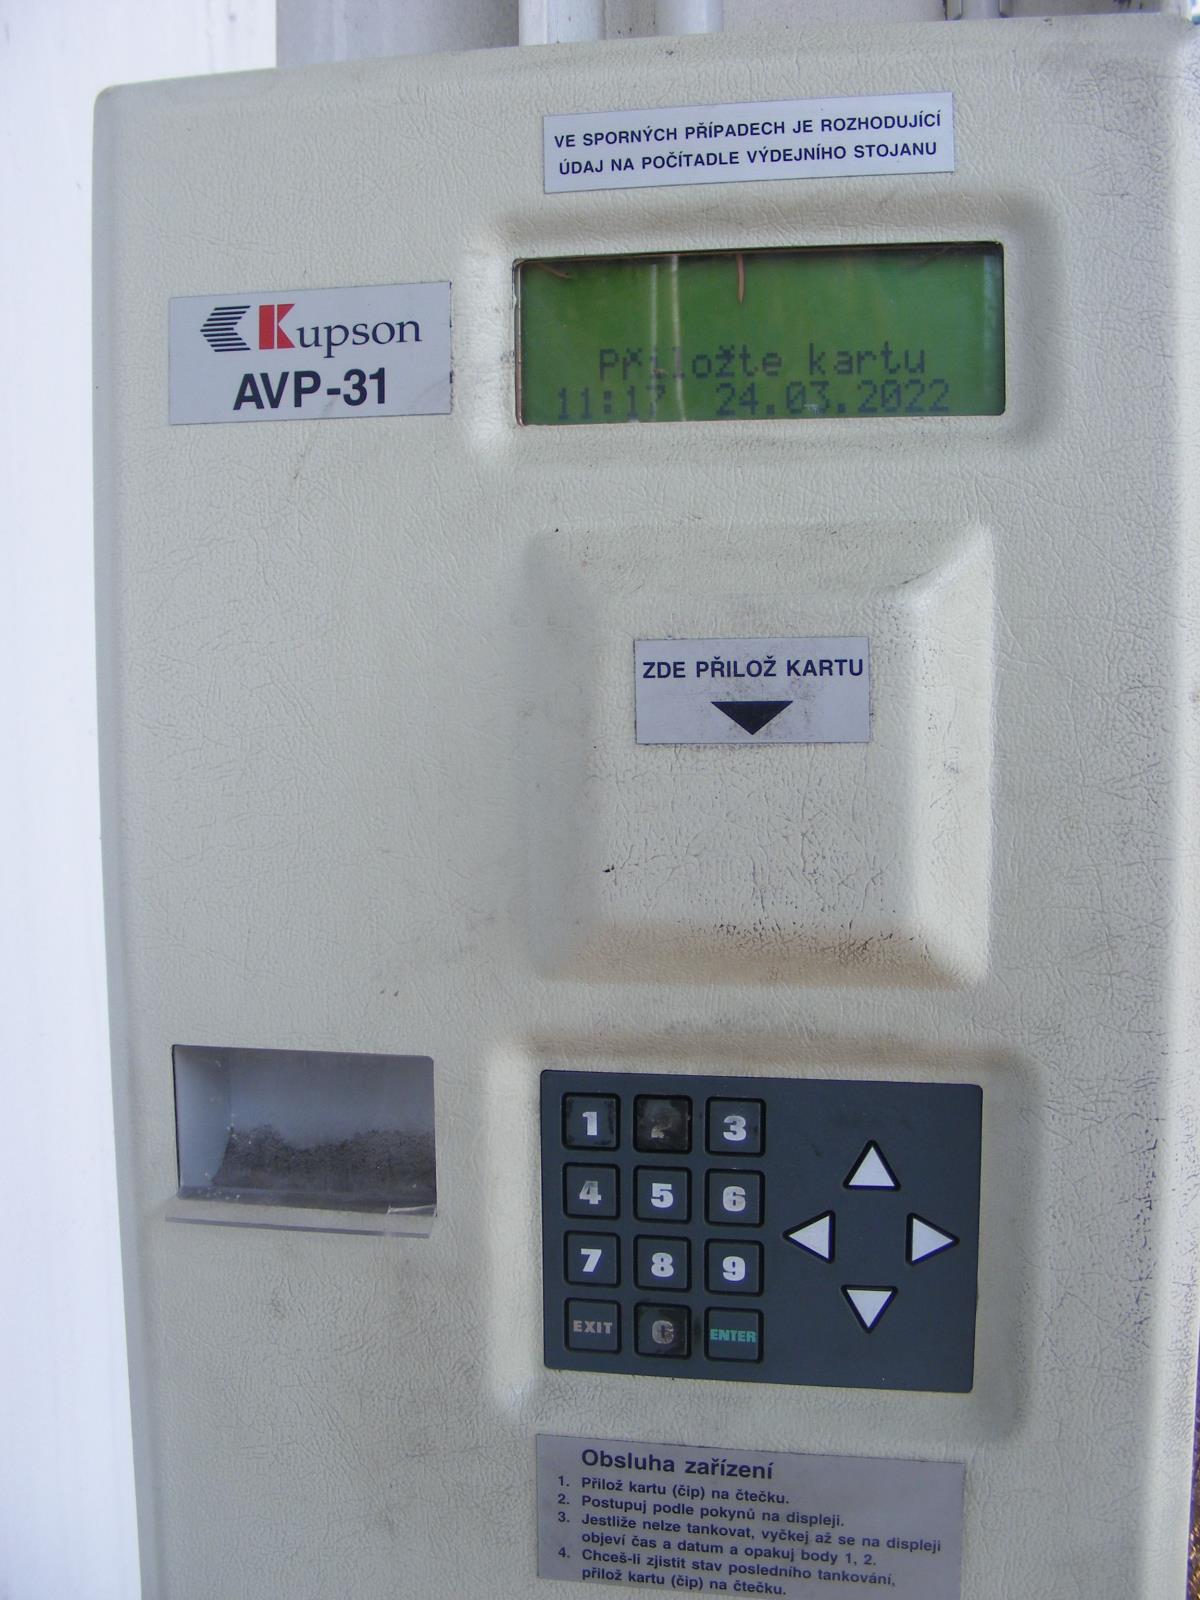 VE SPORNÝCH PŘÍPADECH JE ROZHODUJÍCÍ
ÚDAJ NA POČÍTADLE VÝDEJNÍHO STOJANU
Kupson
AVP-31
Přiložte kartu
11:17 24.03.2022
ZDE PŘILOŽ KARTU
1 2 3
4 5 6
7 8 9
EXIT ENTER
Obsluha zařízení
1. Přilož kartu (čip) na čtečku.
2. Postupuj podle pokynů na displeji.
3. Jestliže nelze tankovat, vyčkej až se na displeji
objeví čas a datum a opakuj body 1, 2.
4. Chceš-li zjistit stav posledního tankování,
přilož kartu (čip) na čtečku.